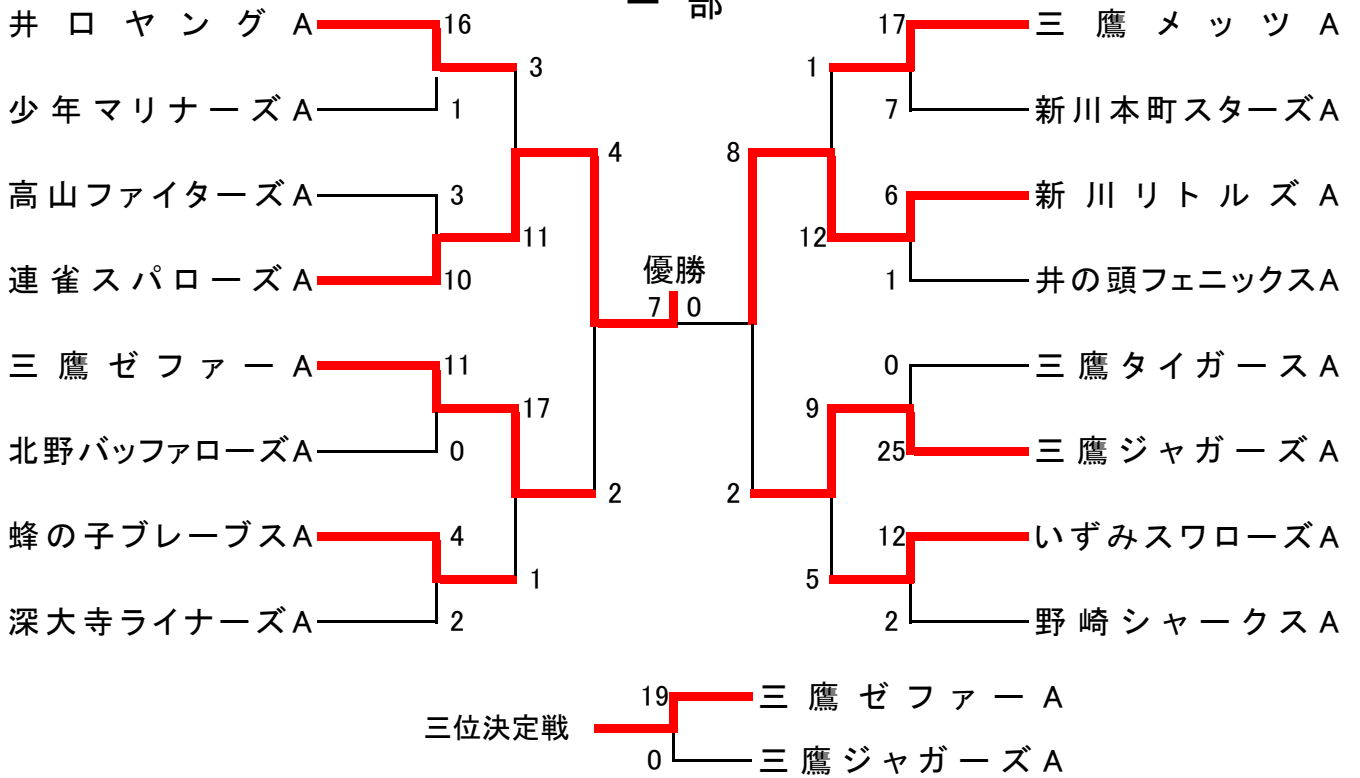 部
井口ヤングA 16 17 三鷹メッツA
3 1
少年マリナーズA 1 7 新川本町スターズA
4 8
高山ファイターズA 3 6 新川リトルズA
11 12
連雀スパローズA 10 1 井の頭フェニックスA
優勝
7 0
三鷹ゼファーA 11 0 三鷹タイガースA
17 9
北野バッファローズA 0 25 三鷹ジャガーズA
2 2
蜂の子ブレーブスA 4 12 いずみスワローズA
1 5
深大寺ライナーズA 2 2 野崎シャークスA
19 三鷹ゼファーA
三位決定戦
0 三鷹ジャガーズA